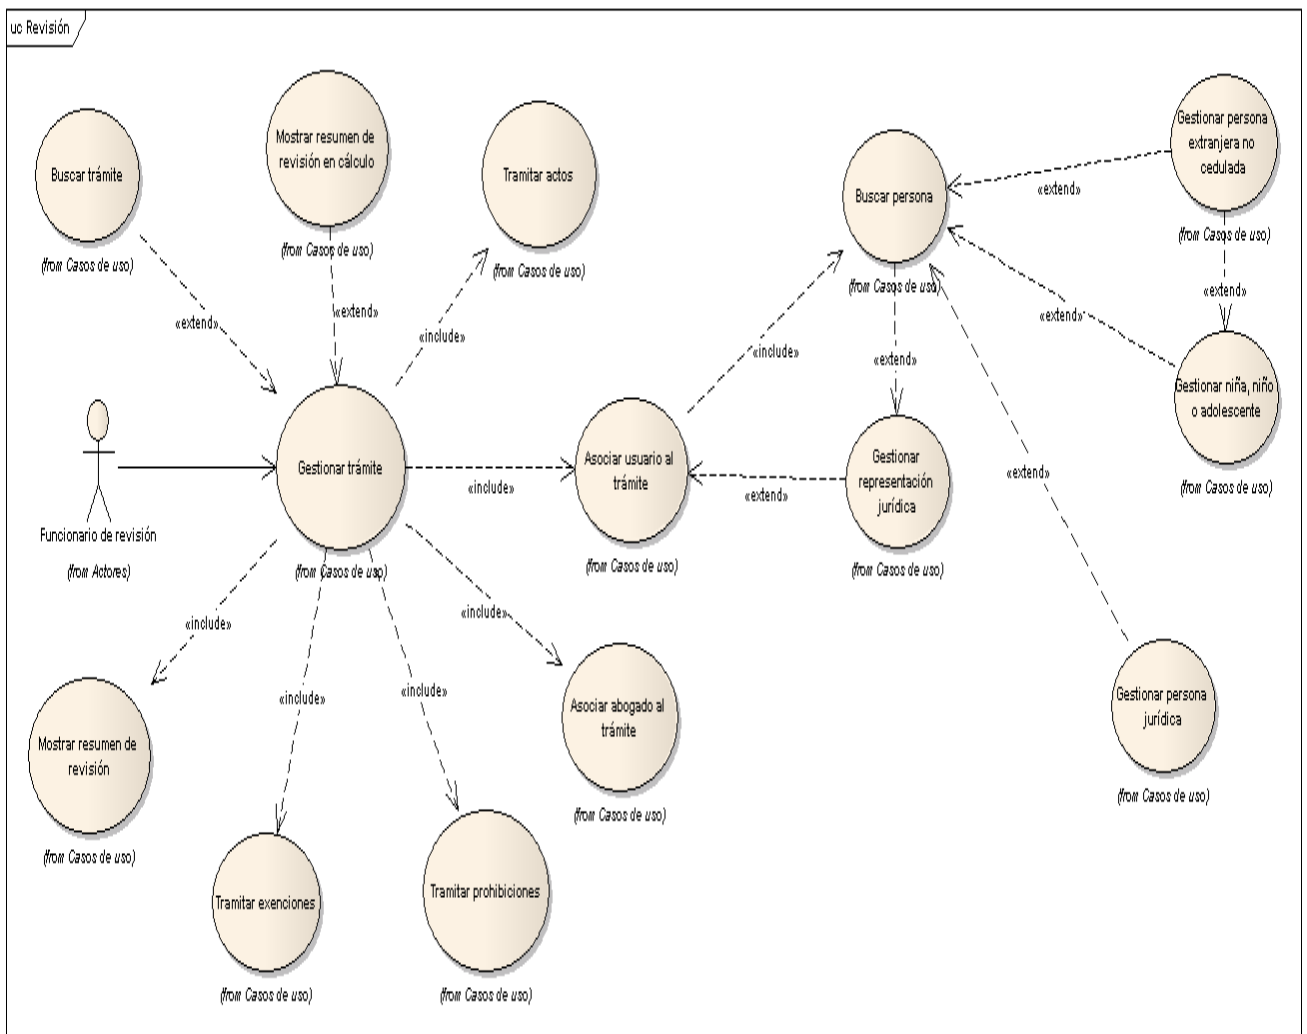 uc Revisión
Buscar trámite
(from Casos de uso)
Mostrar resumen de
revisión en cálculo
(from Casos de uso)
Tramitar actos
(from Casos de uso)
Buscar persona
(from Casos de uso)
Gestionar persona
extranjera no
cedulada
(from Casos de uso)
«extend»
«extend»
«extend»
«extend»
«extend»
«include»
«include»
«extend»
Gestionar niña, niño
o adolescente
(from Casos de uso)
Funcionario de revisión
(from Actores)
Gestionar trámite
(from Casos de uso)
«include»
Asociar usuario al
trámite
(from Casos de uso)
«extend»
Gestionar
representación
jurídica
(from Casos de uso)
«extend»
«include»
«include»
«include»
«include»
Mostrar resumen de
revisión
(from Casos de uso)
Asociar abogado al
trámite
(from Casos de uso)
Gestionar persona
jurídica
(from Casos de uso)
Tramitar exenciones
(from Casos de uso)
Tramitar prohibiciones
(from Casos de uso)